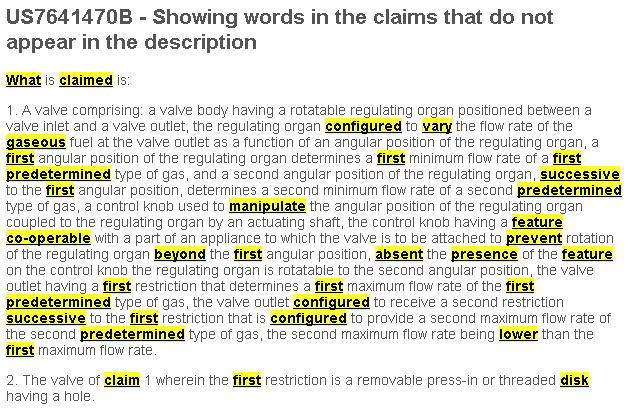 US7641470B - Showing words in the claims that do not
appear in the description
What is claimed is:
1. A valve comprising: a valve body having a rotatable regulating organ positioned between a
valve inlet and a valve outlet, the regulating organ configured to vary the flow rate of the
gaseous fuel at the valve outlet as a function of an angular position of the regulating organ, a
first angular position of the regulating organ determines a first minimum flow rate of a first
predetermined type of gas, and a second angular position of the regulating organ, successive
to the first angular position, determines a second minimum flow rate of a second predetermined
type of gas, a control knob used to manipulate the angular position of the regulating organ
coupled to the regulating organ by an actuating shaft, the control knob having a feature
co-operable with a part of an appliance to which the valve is to be attached to prevent rotation
of the regulating organ beyond the first angular position, absent the presence of the feature
on the control knob the regulating organ is rotatable to the second angular position, the valve
outlet having a first restriction that determines a first maximum flow rate of the first
predetermined type of gas, the valve outlet configured to receive a second restriction
successive to the first restriction that is configured to provide a second maximum flow rate of
the second predetermined type of gas, the second maximum flow rate being lower than the
first maximum flow rate.
2. The valve of claim 1 wherein the first restriction is a removable press-in or threaded disk
having a hole.